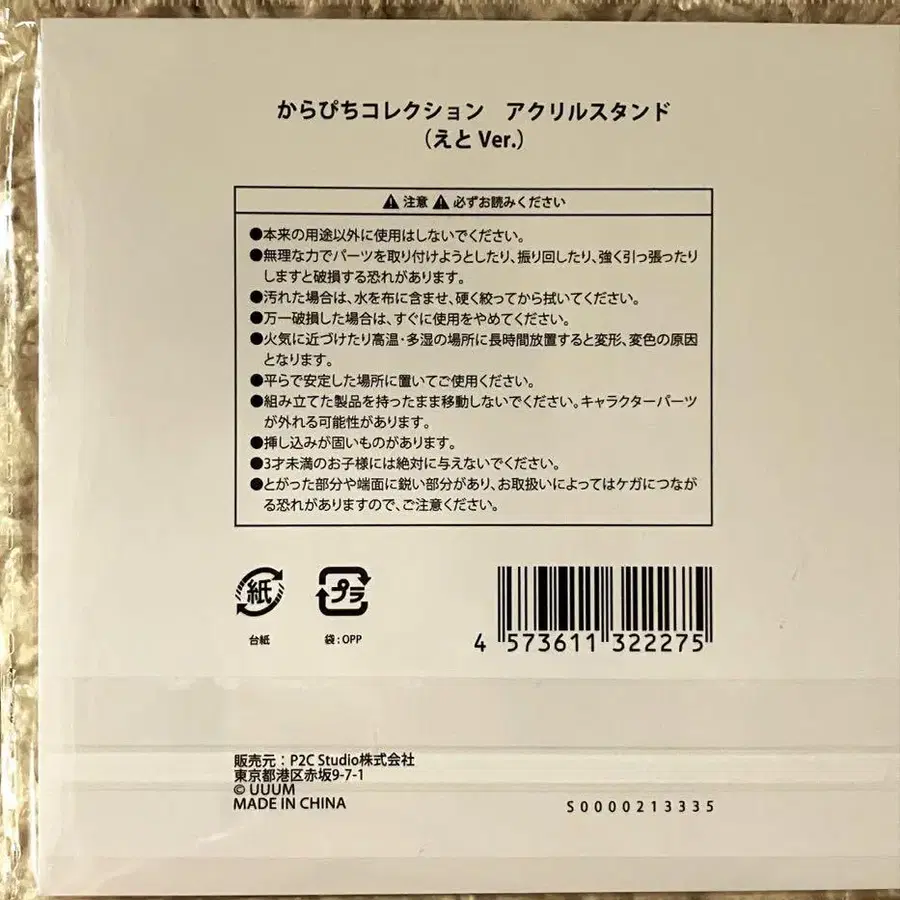 からぴちコレクション　アクリルスタンド
（えと Ver.）
⚠ 注意 ⚠ 必ずお読みください
●本来の用途以外に使用はしないでください。
●無理な力でパーツを取り付けようとしたり、振り回したり、強く引っ張ったり
しますと破損する恐れがあります。
●汚れた場合は、水を布に含ませ、硬く絞ってから拭いてください。
●万一破損した場合は、すぐに使用をやめてください。
●火気に近づけたり高温・多湿の場所に長時間放置すると変形、変色の原因
となります。
●平らで安定した場所に置いてご使用ください。
●組み立てた製品を持ったまま移動しないでください。キャラクターパーツ
が外れる可能性があります。
●挿し込みが固いものがあります。
●3才未満のお子様には絶対に与えないでください。
●とがった部分や端面に鋭い部分があり、お取扱いによってはケガにつなが
る恐れがありますので、ご注意ください。
紙
プラ
台紙
袋：OPP
4 573611 322275
販売元：P2C Studio株式会社
東京都港区赤坂9-7-1
© UUUM
MADE IN CHINA
S0000213335